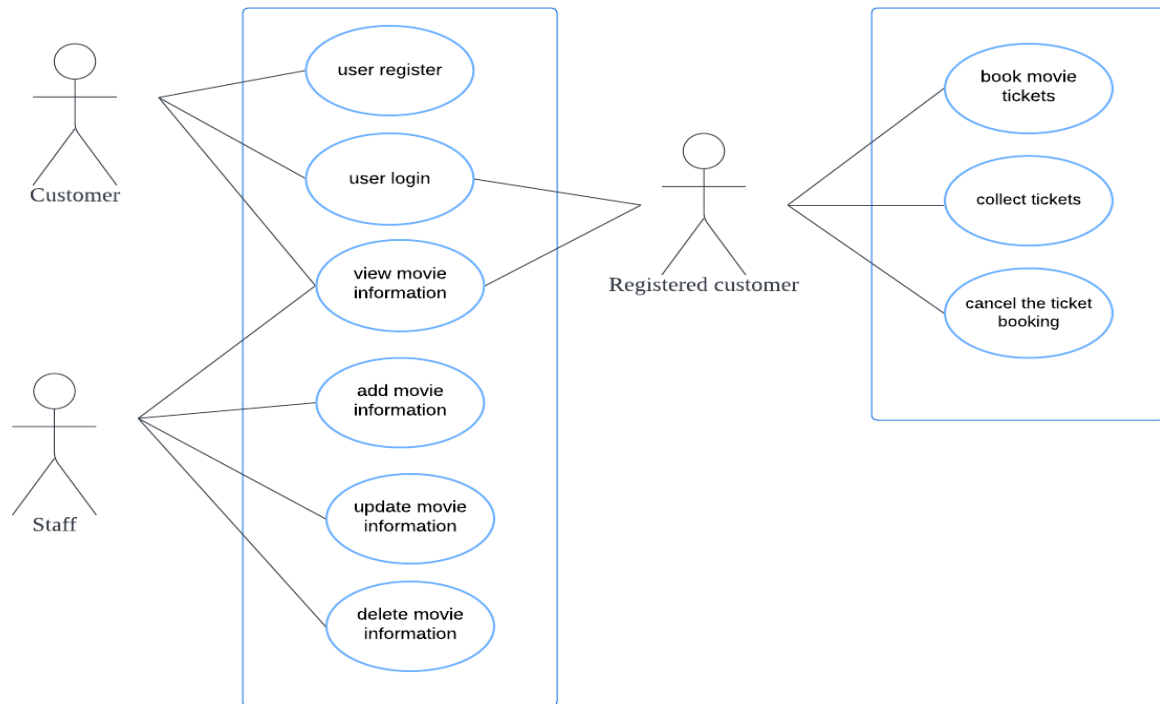 Customer
Staff
user register
user login
view movie
information
add movie
information
update movie
information
delete movie
information
Registered customer
book movie
tickets
collect tickets
cancel the ticket
booking